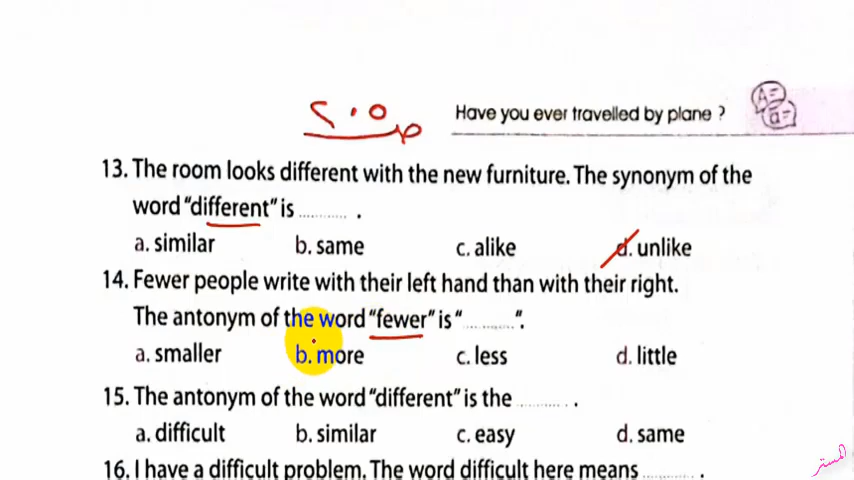 ٢٠٥ ص
Have you ever travelled by plane ?
A=
a=
13. The room looks different with the new furniture. The synonym of the
word "different" is ............ .
a. similar b. same c. alike d. unlike
14. Fewer people write with their left hand than with their right.
The antonym of the word "fewer" is " ............ ".
a. smaller b. more c. less d. little
15. The antonym of the word "different" is the ............ .
a. difficult b. similar c. easy d. same
16. I have a difficult problem. The word difficult here means ............ .
المستر